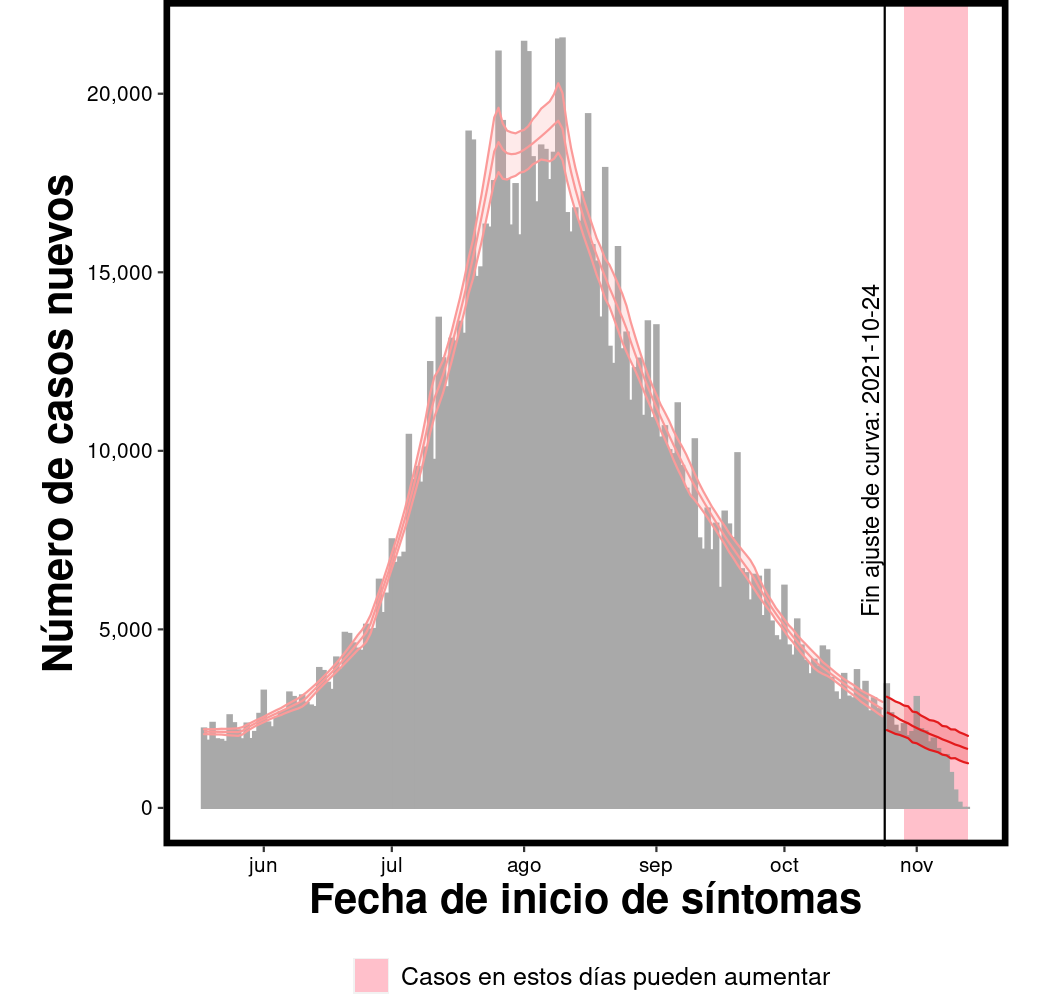 Número de casos nuevos
20,000
15,000
10,000
5,000
0
Fin ajuste de curva: 2021-10-24
jun jul ago sep oct nov
Fecha de inicio de síntomas
Casos en estos días pueden aumentar